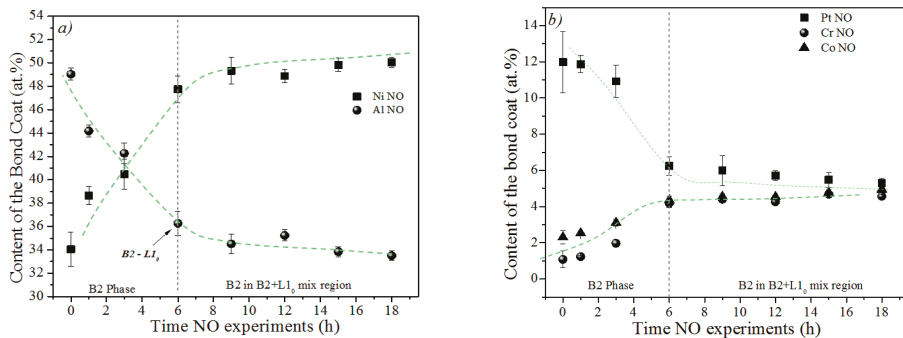 a)
Content of the Bond Coat (at.%)
52
50
48
46
44
42
40
38
36
34
32
30
Ni NO
Al NO
B2 - L1₀
B2 Phase
B2 in B2+L1₀ mix region
0 2 4 6 8 10 12 14 16 18
Time NO experiments (h)
b)
Content of the bond coat (at.%)
16
14
12
10
8
6
4
2
0
Pt NO
Cr NO
Co NO
B2 Phase
B2 in B2+L1₀ mix region
0 2 4 6 8 10 12 14 16 18
Time NO experiments (h)